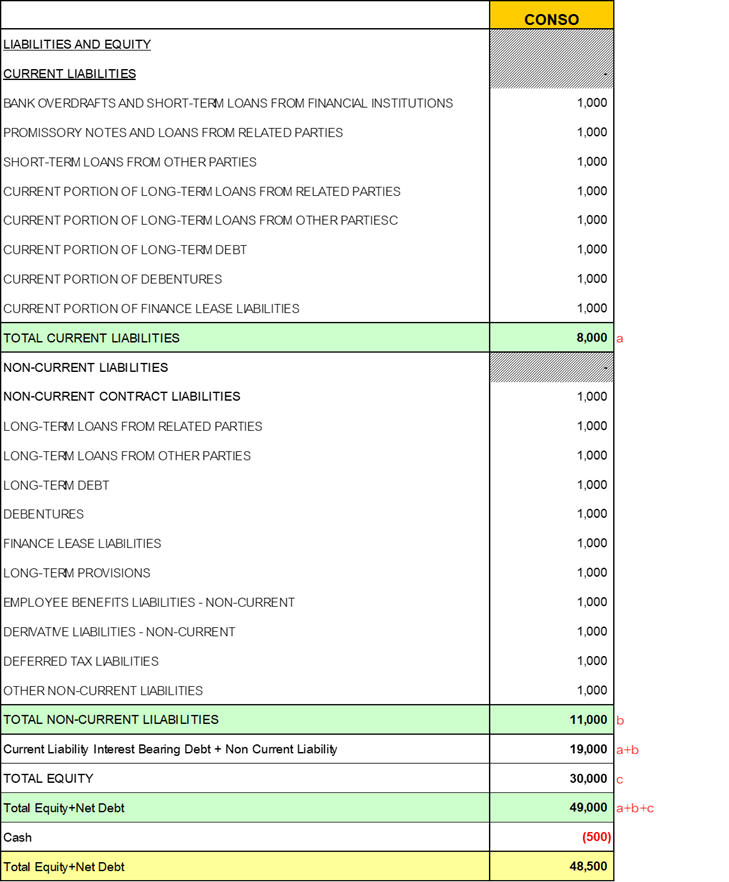 CONSO
LIABILITIES AND EQUITY
CURRENT LIABILITIES -
BANK OVERDRAFTS AND SHORT-TERM LOANS FROM FINANCIAL INSTITUTIONS 1,000
PROMISSORY NOTES AND LOANS FROM RELATED PARTIES 1,000
SHORT-TERM LOANS FROM OTHER PARTIES 1,000
CURRENT PORTION OF LONG-TERM LOANS FROM RELATED PARTIES 1,000
CURRENT PORTION OF LONG-TERM LOANS FROM OTHER PARTIESC 1,000
CURRENT PORTION OF LONG-TERM DEBT 1,000
CURRENT PORTION OF DEBENTURES 1,000
CURRENT PORTION OF FINANCE LEASE LIABILITIES 1,000
TOTAL CURRENT LIABILITIES 8,000 a
NON-CURRENT LIABILITIES -
NON-CURRENT CONTRACT LIABILITIES 1,000
LONG-TERM LOANS FROM RELATED PARTIES 1,000
LONG-TERM LOANS FROM OTHER PARTIES 1,000
LONG-TERM DEBT 1,000
DEBENTURES 1,000
FINANCE LEASE LIABILITIES 1,000
LONG-TERM PROVISIONS 1,000
EMPLOYEE BENEFITS LIABILITIES - NON-CURRENT 1,000
DERIVATIVE LIABILITIES - NON-CURRENT 1,000
DEFERRED TAX LIABILITIES 1,000
OTHER NON-CURRENT LIABILITIES 1,000
TOTAL NON-CURRENT LILABILITIES 11,000 b
Current Liability Interest Bearing Debt + Non Current Liability 19,000 a+b
TOTAL EQUITY 30,000 c
Total Equity+Net Debt 49,000 a+b+c
Cash (500)
Total Equity+Net Debt 48,500